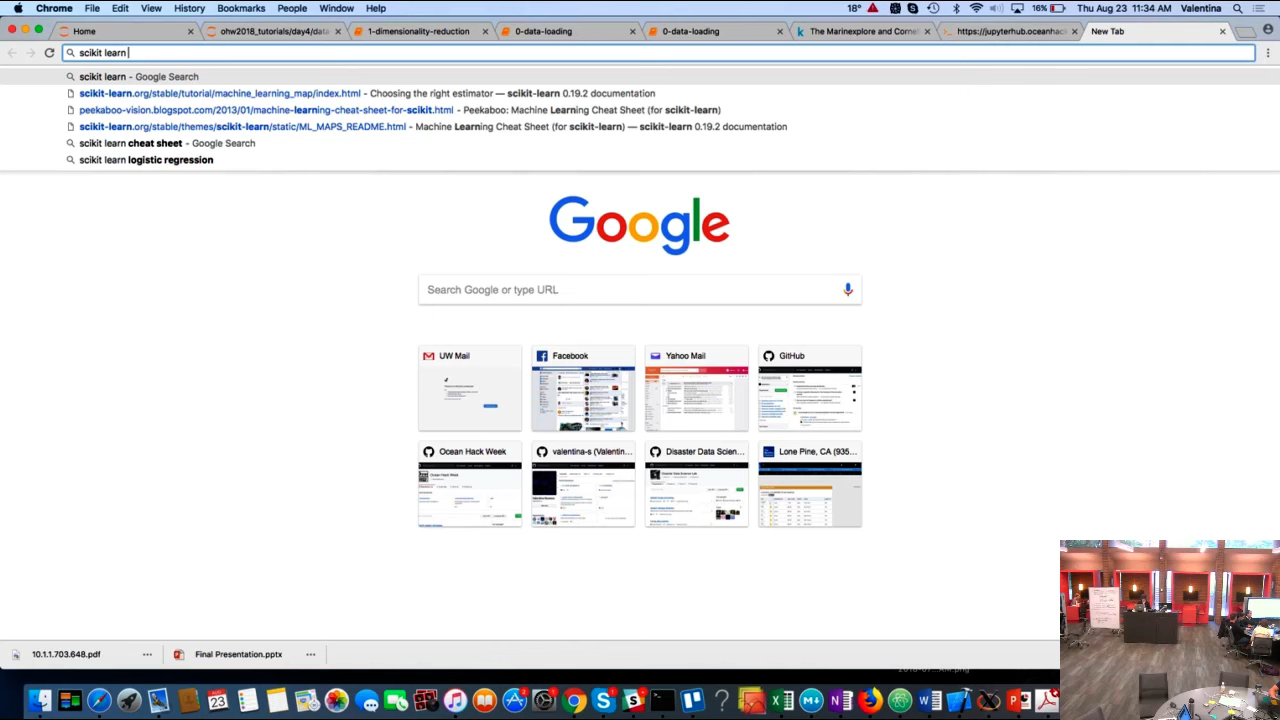 Chrome File Edit View History Bookmarks People Window Help 18° 16% Thu Aug 23 11:34 AM Valentina
Home ohw2018_tutorials/day4/data 1-dimensionality-reduction 0-data-loading 0-data-loading The Marinexplore and Corne https://jupyterhub.oceanhack New Tab
scikit learn
scikit learn - Google Search
scikit-learn.org/stable/tutorial/machine_learning_map/index.html - Choosing the right estimator — scikit-learn 0.19.2 documentation
peekaboo-vision.blogspot.com/2013/01/machine-learning-cheat-sheet-for-scikit.html - Peekaboo: Machine Learning Cheat Sheet (for scikit-learn)
scikit-learn.org/stable/themes/scikit-learn/static/ML_MAPS_README.html - Machine Learning Cheat Sheet (for scikit-learn) — scikit-learn 0.19.2 documentation
scikit learn cheat sheet - Google Search
scikit learn logistic regression
Google
Search Google or type URL
UW Mail Facebook Yahoo Mail GitHub
Ocean Hack Week valentina-s (Valentin... Disaster Data Scien... Lone Pine, CA (935...
10.1.1.703.648.pdf Final Presentation.pptx